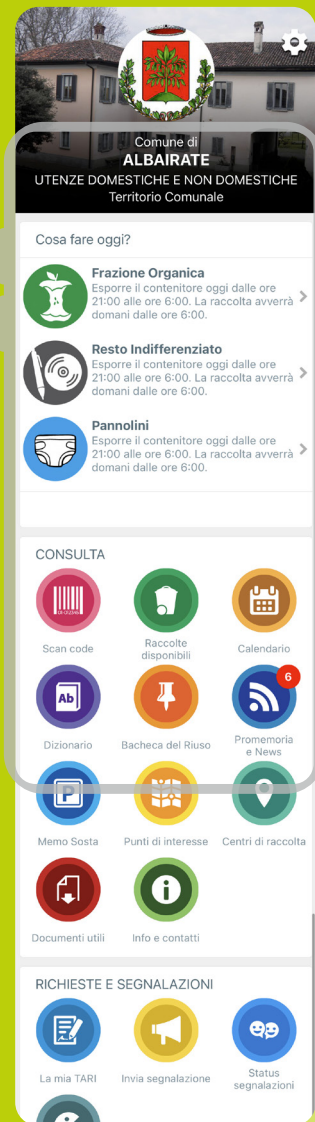 Comune di
ALBAIRATE
UTENZE DOMESTICHE E NON DOMESTICHE
Territorio Comunale
Cosa fare oggi?
Frazione Organica
Esporre il contenitore oggi dalle ore
21:00 alle ore 6:00. La raccolta avverrà
domani dalle ore 6:00.
Resto Indifferenziato
Esporre il contenitore oggi dalle ore
21:00 alle ore 6:00. La raccolta avverrà
domani dalle ore 6:00.
Pannolini
Esporre il contenitore oggi dalle ore
21:00 alle ore 6:00. La raccolta avverrà
domani dalle ore 6:00.
CONSULTA
Scan code
Raccolte
disponibili
Calendario
Ab
6
Dizionario
Bacheca del Riuso
Promemoria
e News
P
Memo Sosta
Punti di interesse
Centri di raccolta
Documenti utili
Info e contatti
RICHIESTE E SEGNALAZIONI
La mia TARI
Invia segnalazione
Status
segnalazioni